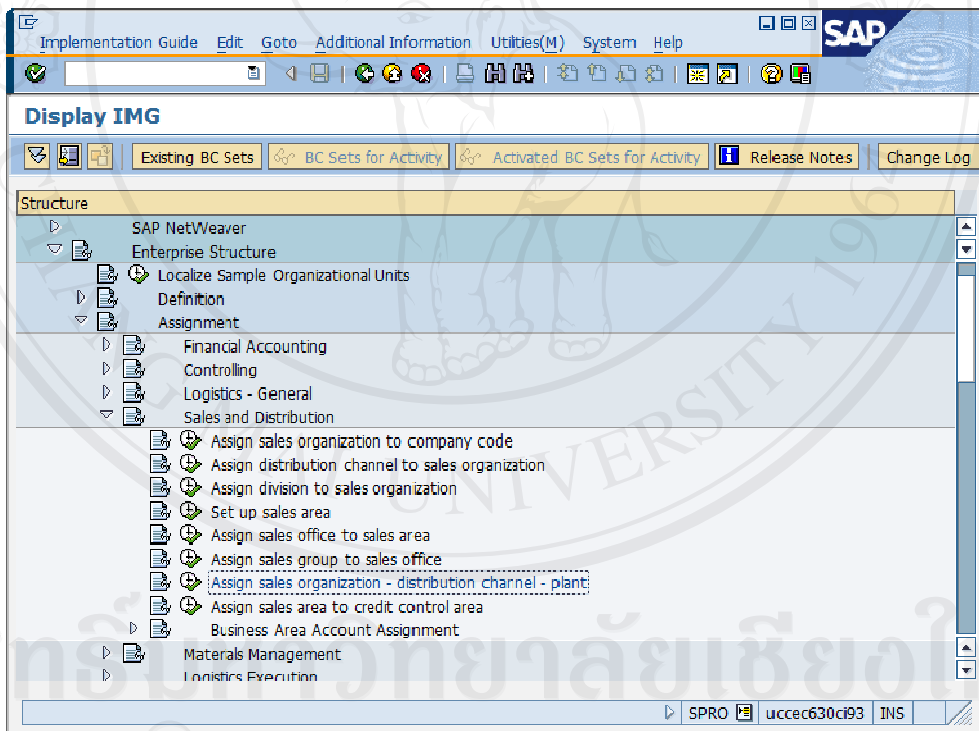 Implementation Guide Edit Goto Additional Information Utilities(M) System Help
SAP
Display IMG
Existing BC Sets BC Sets for Activity Activated BC Sets for Activity Release Notes Change Log
Structure
SAP NetWeaver
Enterprise Structure
Localize Sample Organizational Units
Definition
Assignment
Financial Accounting
Controlling
Logistics - General
Sales and Distribution
Assign sales organization to company code
Assign distribution channel to sales organization
Assign division to sales organization
Set up sales area
Assign sales office to sales area
Assign sales group to sales office
Assign sales organization - distribution channel - plant
Assign sales area to credit control area
Business Area Account Assignment
Materials Management
Logistics Execution
SPRO uccec630ci93 INS
UNIVERSITY 196